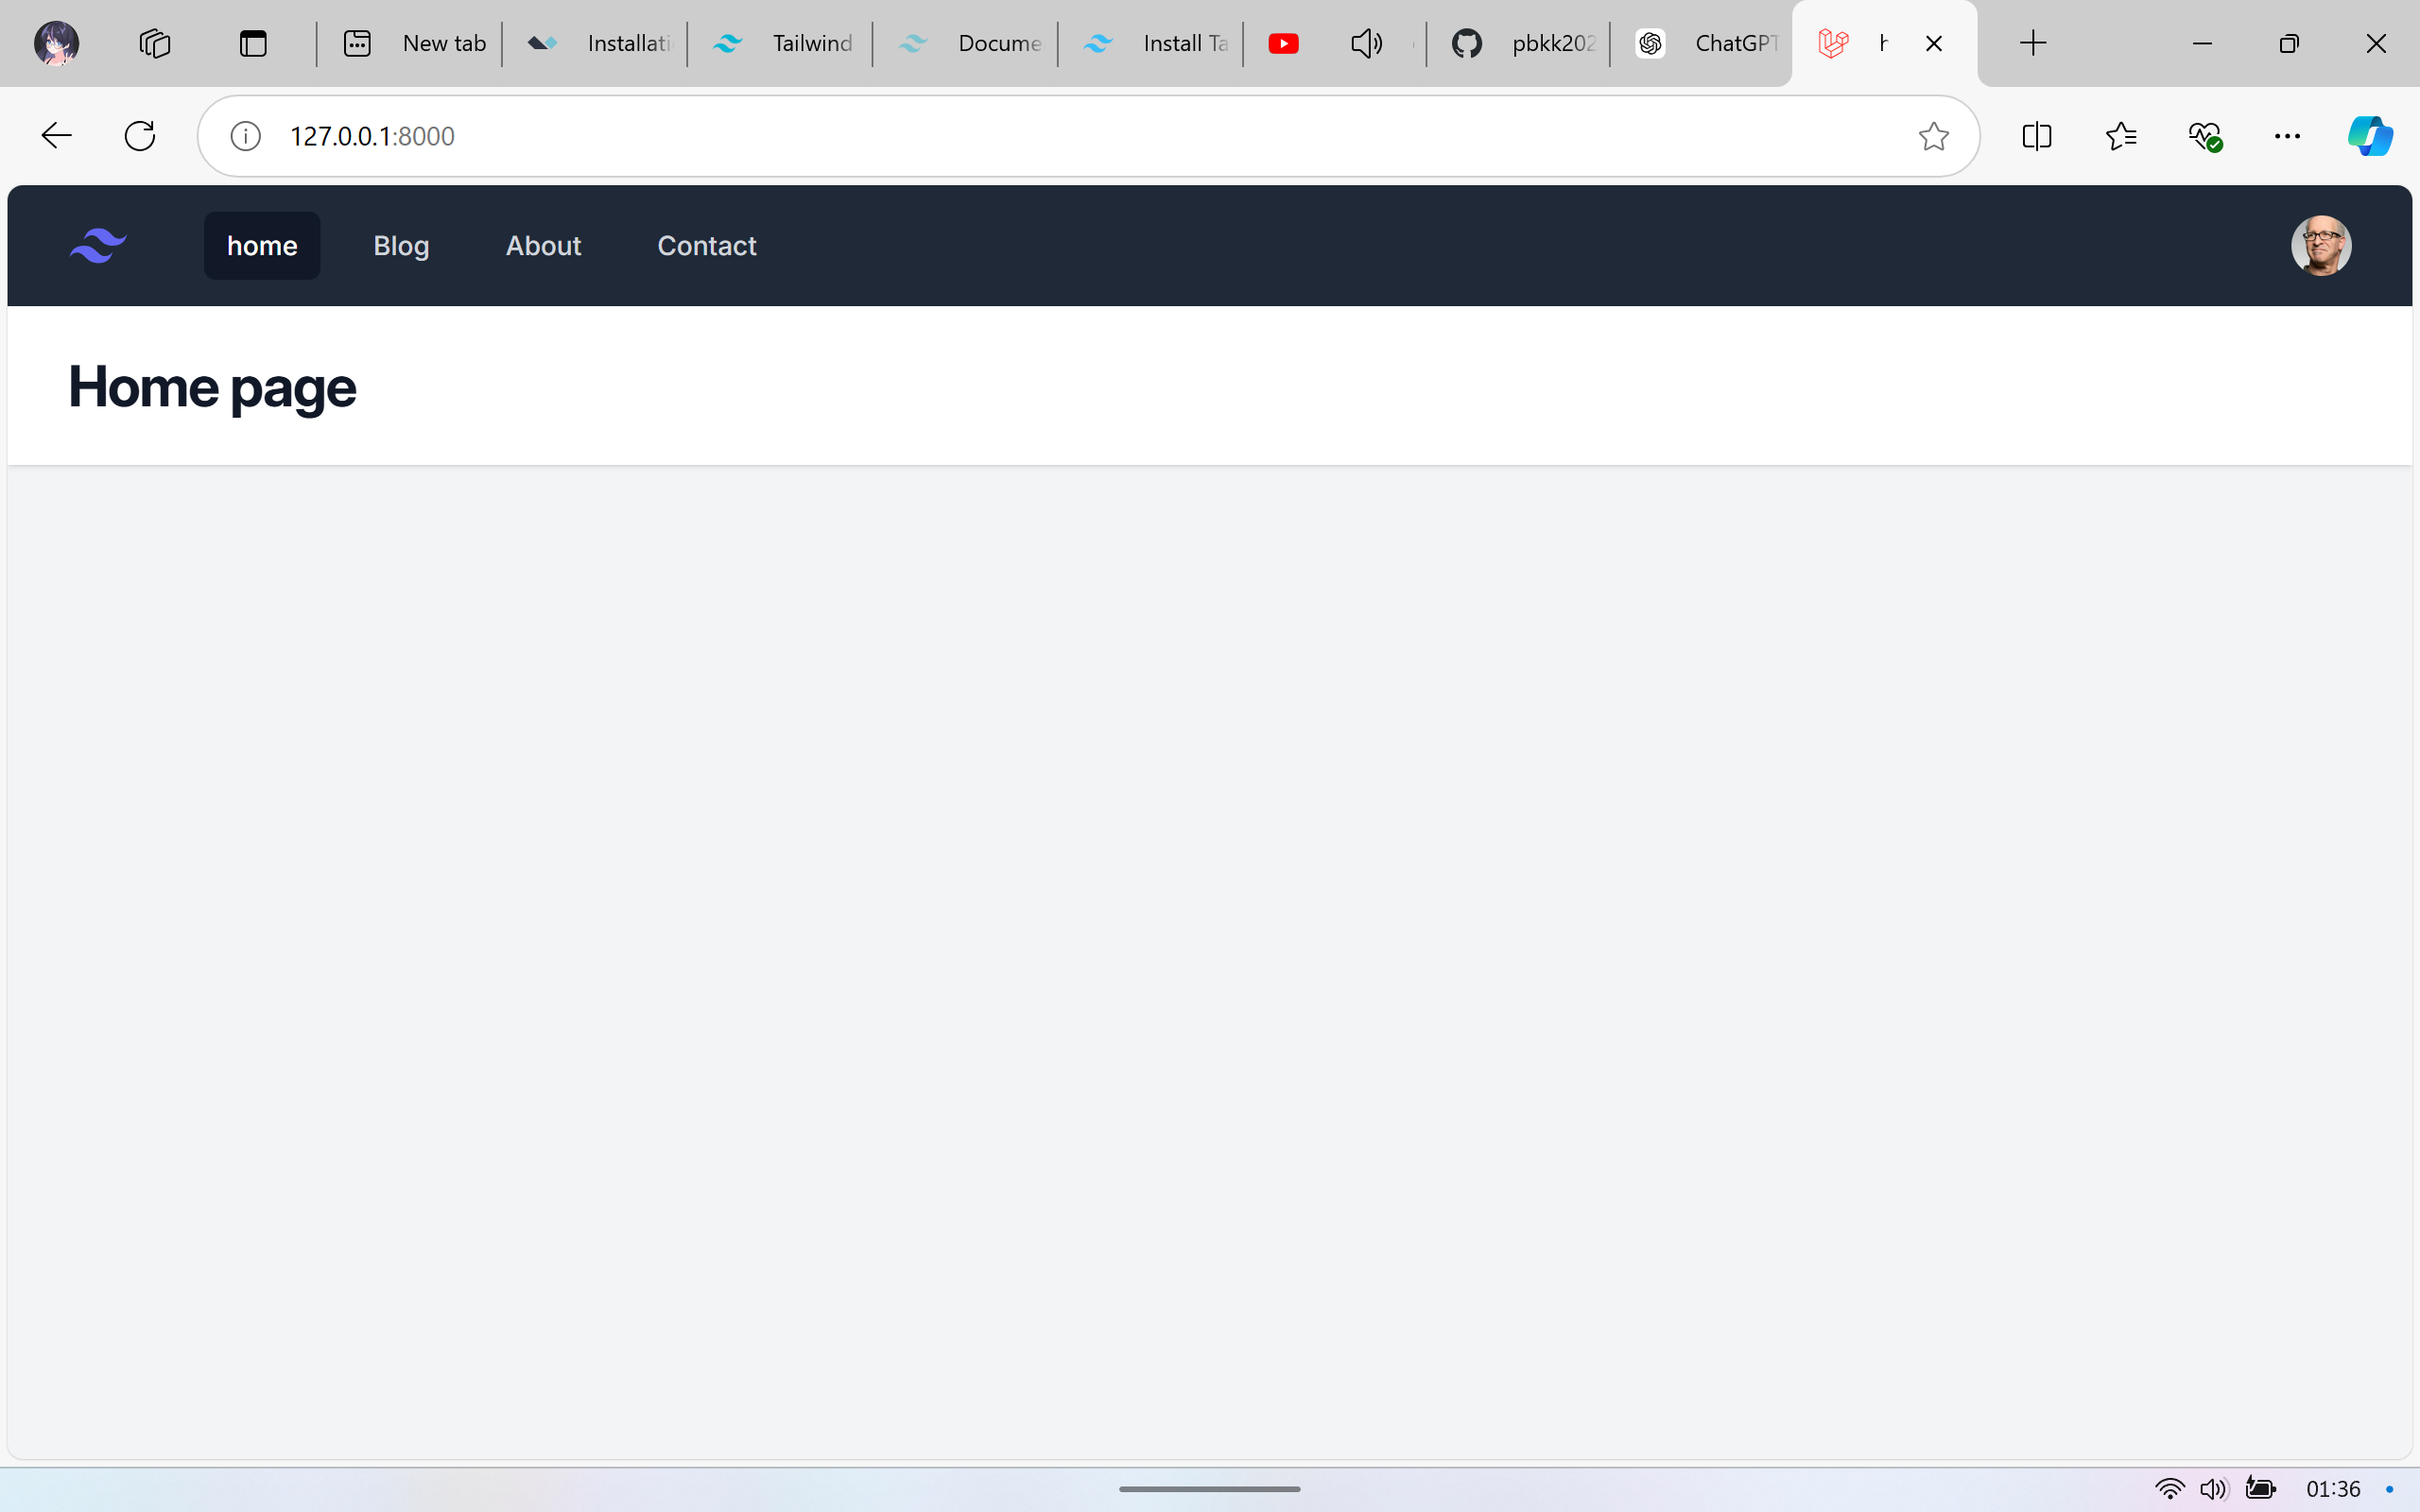 New tab Installati Tailwind Docume Install Ta pbkk202 ChatGPT h
127.0.0.1:8000
home Blog About Contact
Home page
01:36